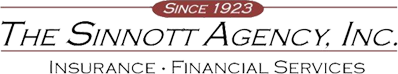 SINCE 1923
THE SINNOTT AGENCY, INC.
INSURANCE · FINANCIAL SERVICES